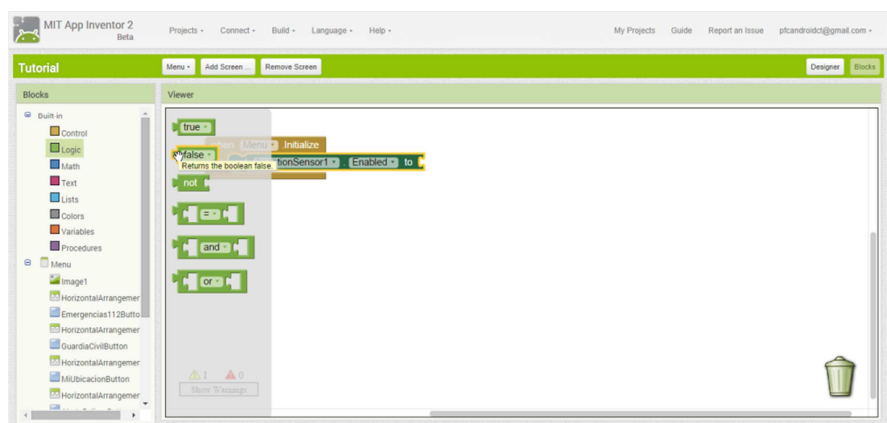 MIT App Inventor 2
Beta
Projects Connect Build Language Help
My Projects Guide Report an Issue pfcandroidct@gmail.com
Tutorial
Menu Add Screen ... Remove Screen
Designer Blocks
Blocks
Viewer
Built-in
Control
Logic
Math
Text
Lists
Colors
Variables
Procedures
Menu
Image1
HorizontalArrangemer
Emergencias112Butto
HorizontalArrangemer
GuardiaCivilButton
HorizontalArrangemer
MiUbicacionButton
HorizontalArrangemer
true
when Menu .Initialize
false
tionSensor1 . Enabled to
Returns the boolean false.
not
=
and
or
1 0
Show Warnings